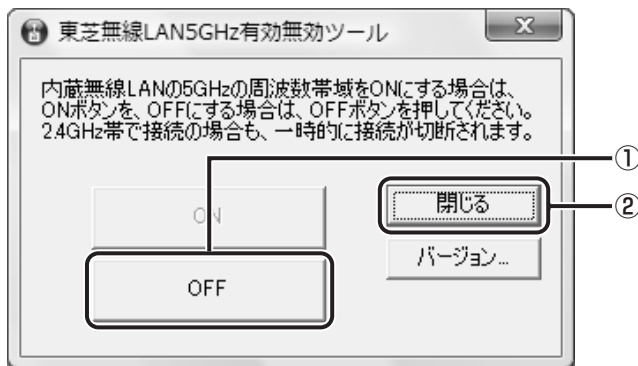 東芝無線LAN5GHz有効無効ツール
内蔵無線LANの5GHzの周波数帯域をONにする場合は、
ONボタンを、OFFにする場合は、OFFボタンを押してください。
2.4GHz帯で接続の場合も、一時的に接続が切断されます。
①
ON
閉じる
②
バージョン...
OFF